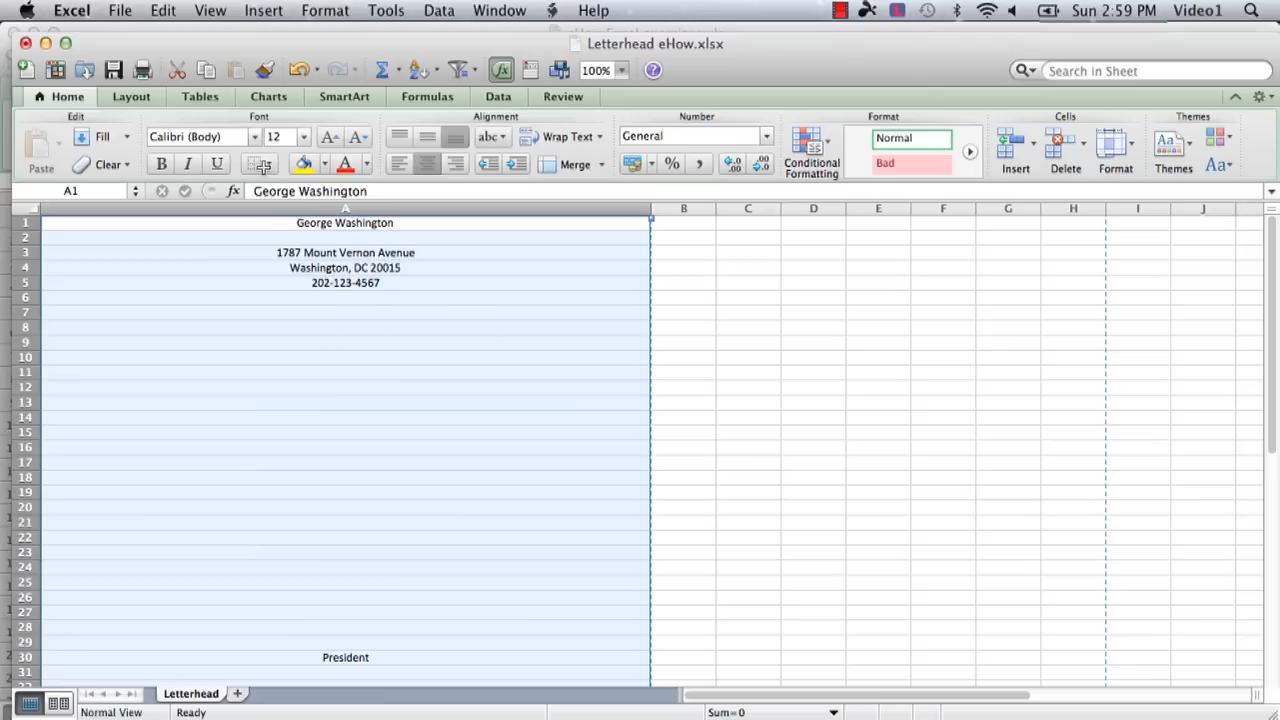 Excel File Edit View Insert Format Tools Data Window Help Sun 2:59 PM Video1
Letterhead eHow.xlsx
100% Search in Sheet
Home Layout Tables Charts SmartArt Formulas Data Review
Edit Font Alignment Number Format Cells Themes
Fill Calibri (Body) 12 abc Wrap Text General Normal
Paste Clear B I U A Merge % Conditional Formatting Bad Insert Delete Format Themes Aa
A1 fx George Washington
A B C D E F G H I J
1 George Washington
2
3 1787 Mount Vernon Avenue
4 Washington, DC 20015
5 202-123-4567
6
7
8
9
10
11
12
13
14
15
16
17
18
19
20
21
22
23
24
25
26
27
28
29
30 President
31
Letterhead
Normal View Ready Sum=0